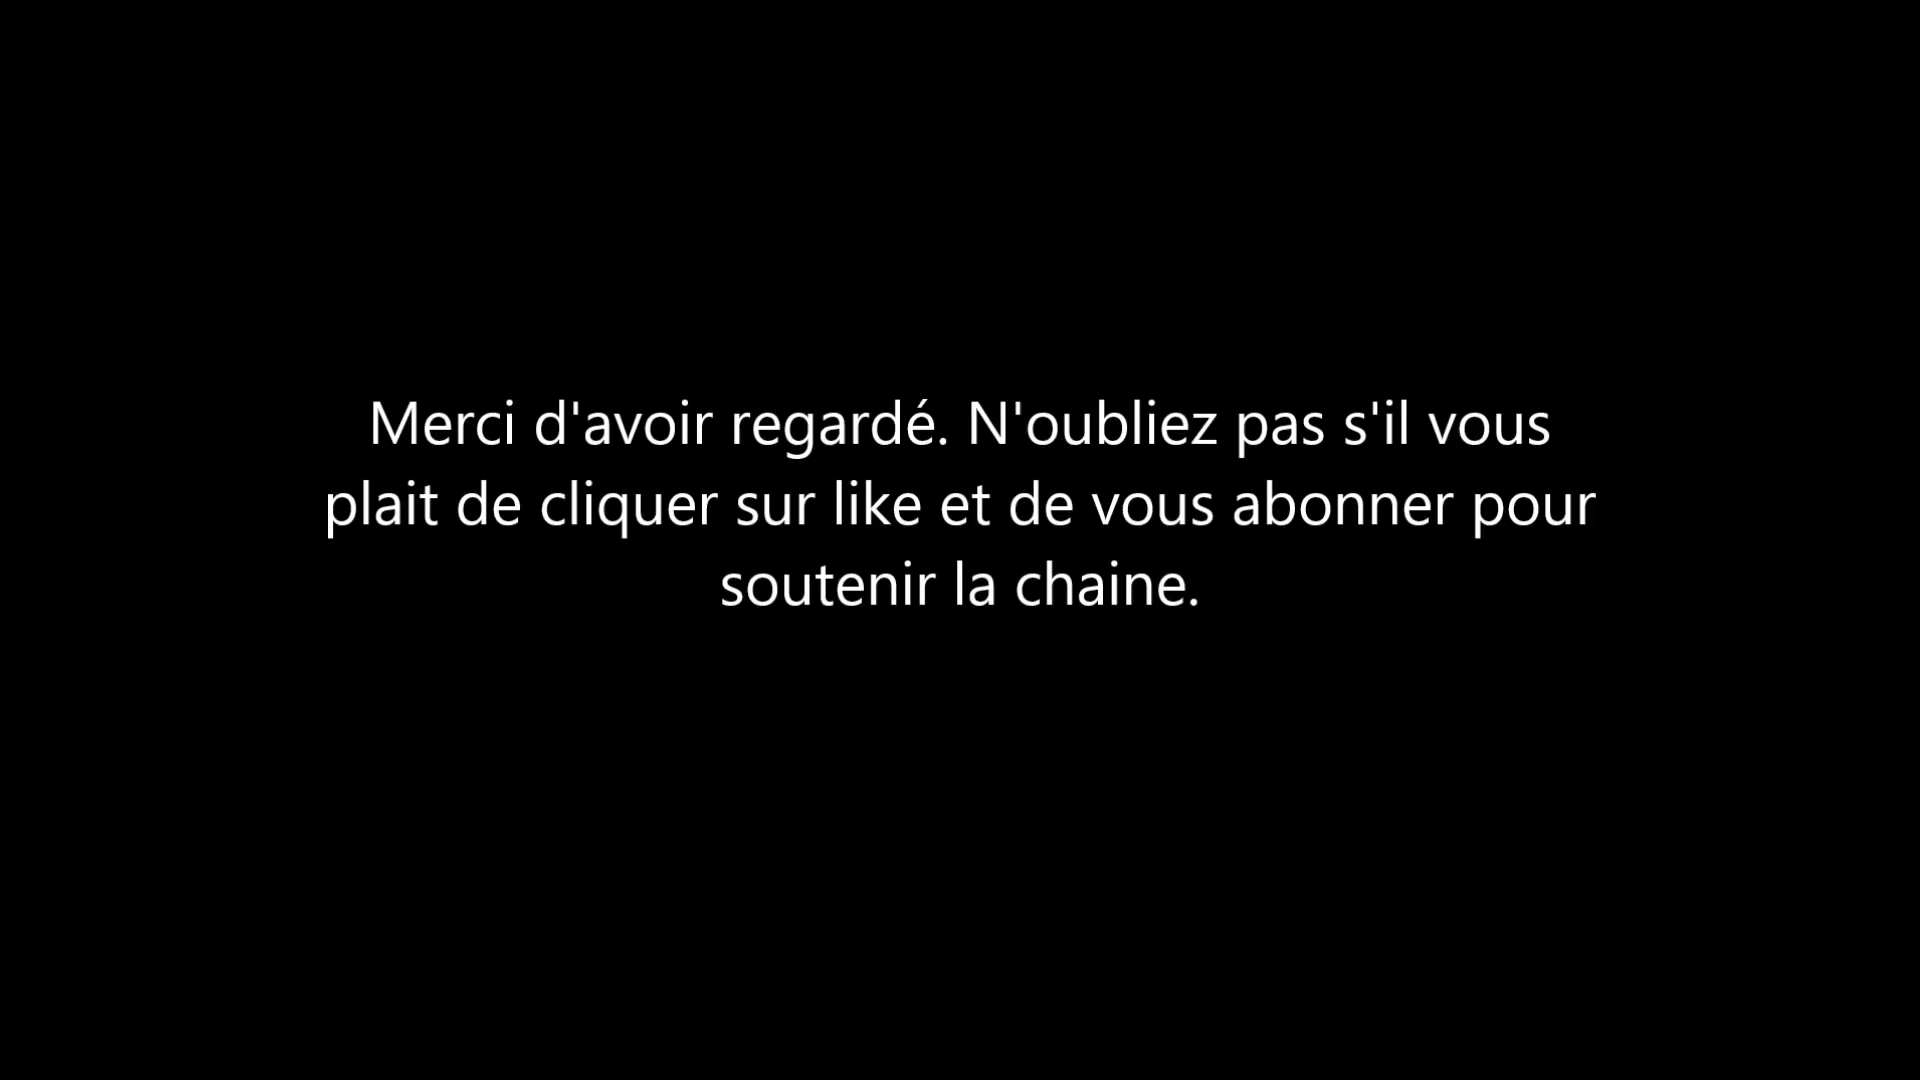 Merci d'avoir regardé. N'oubliez pas s'il vous
plait de cliquer sur like et de vous abonner pour
soutenir la chaine.